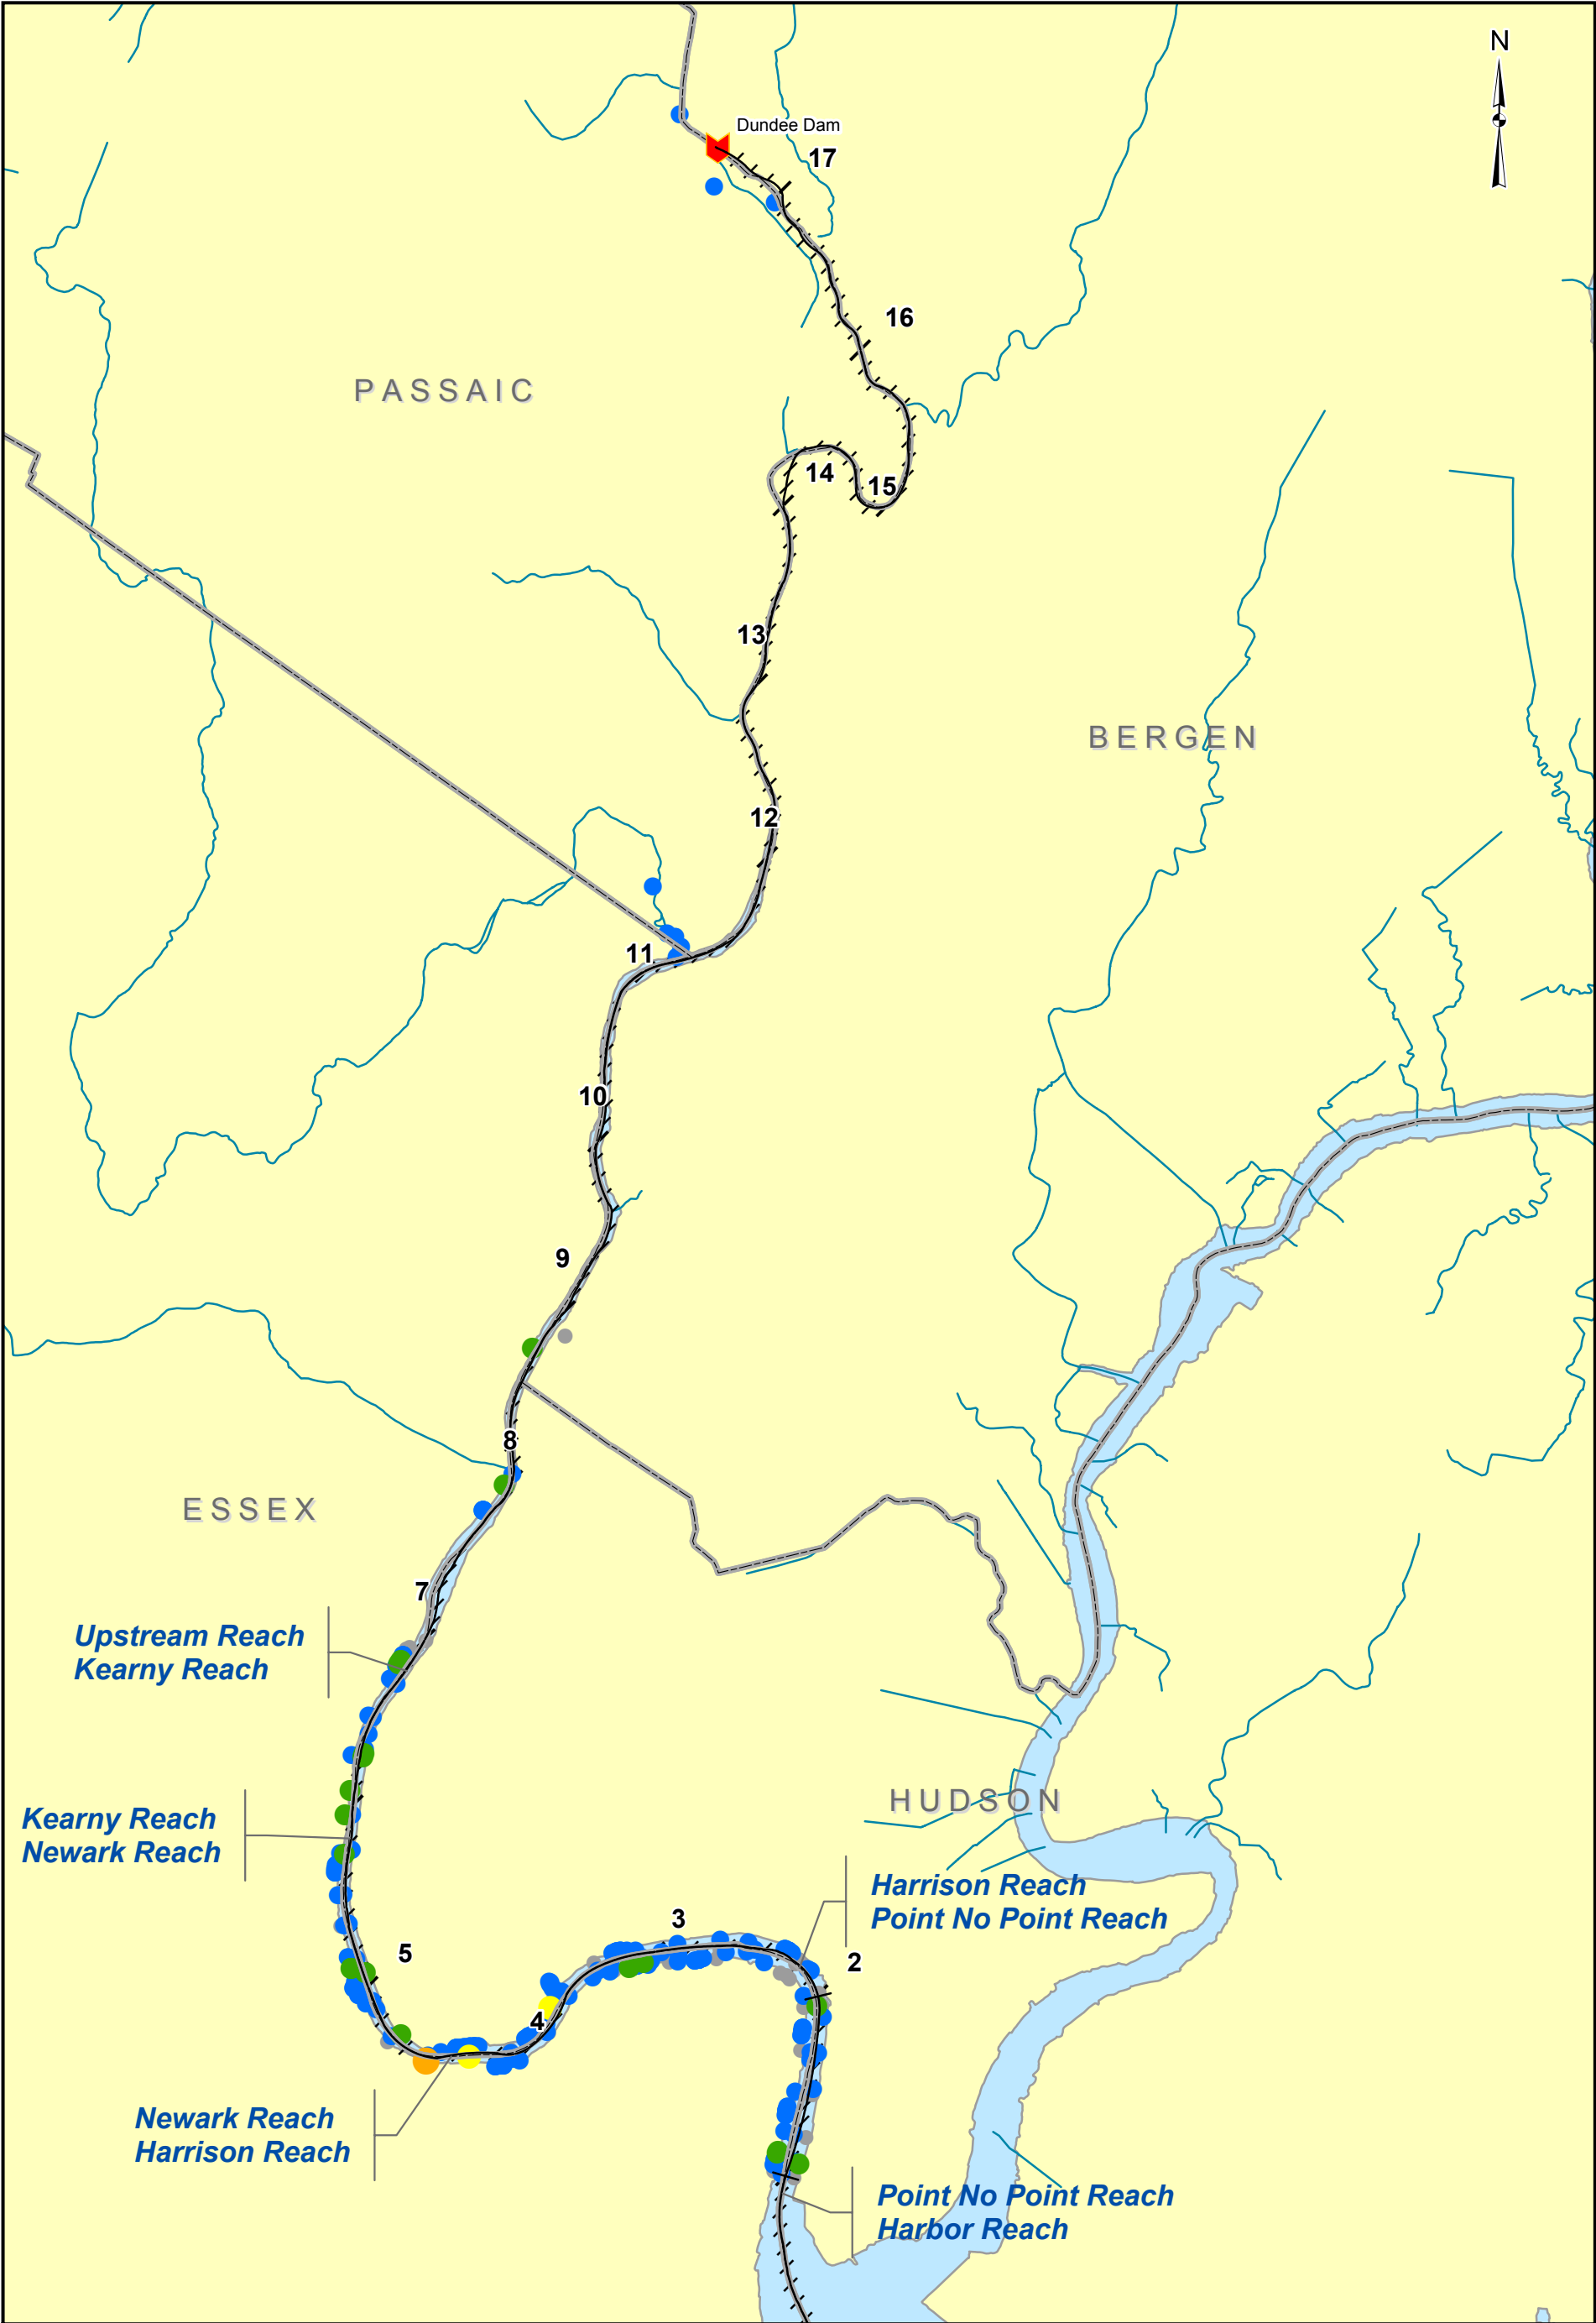 N
Dundee Dam
17
16
PASSAIC
14
15
13
BERGEN
12
11
10
9
8
ESSEX
7
Upstream Reach
Kearny Reach
HUDSON
Kearny Reach
Newark Reach
Harrison Reach
Point No Point Reach
3
5
2
4
Newark Reach
Harrison Reach
Point No Point Reach
Harbor Reach